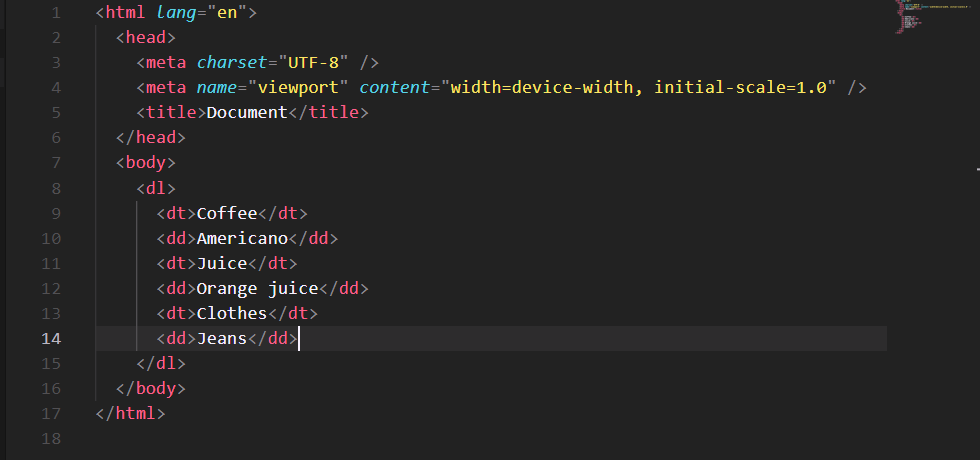 1 <html lang="en">
2 <head>
3 <meta charset="UTF-8" />
4 <meta name="viewport" content="width=device-width, initial-scale=1.0" />
5 <title>Document</title>
6 </head>
7 <body>
8 <dl>
9 <dt>Coffee</dt>
10 <dd>Americano</dd>
11 <dt>Juice</dt>
12 <dd>Orange juice</dd>
13 <dt>Clothes</dt>
14 <dd>Jeans</dd>
15 </dl>
16 </body>
17 </html>
18